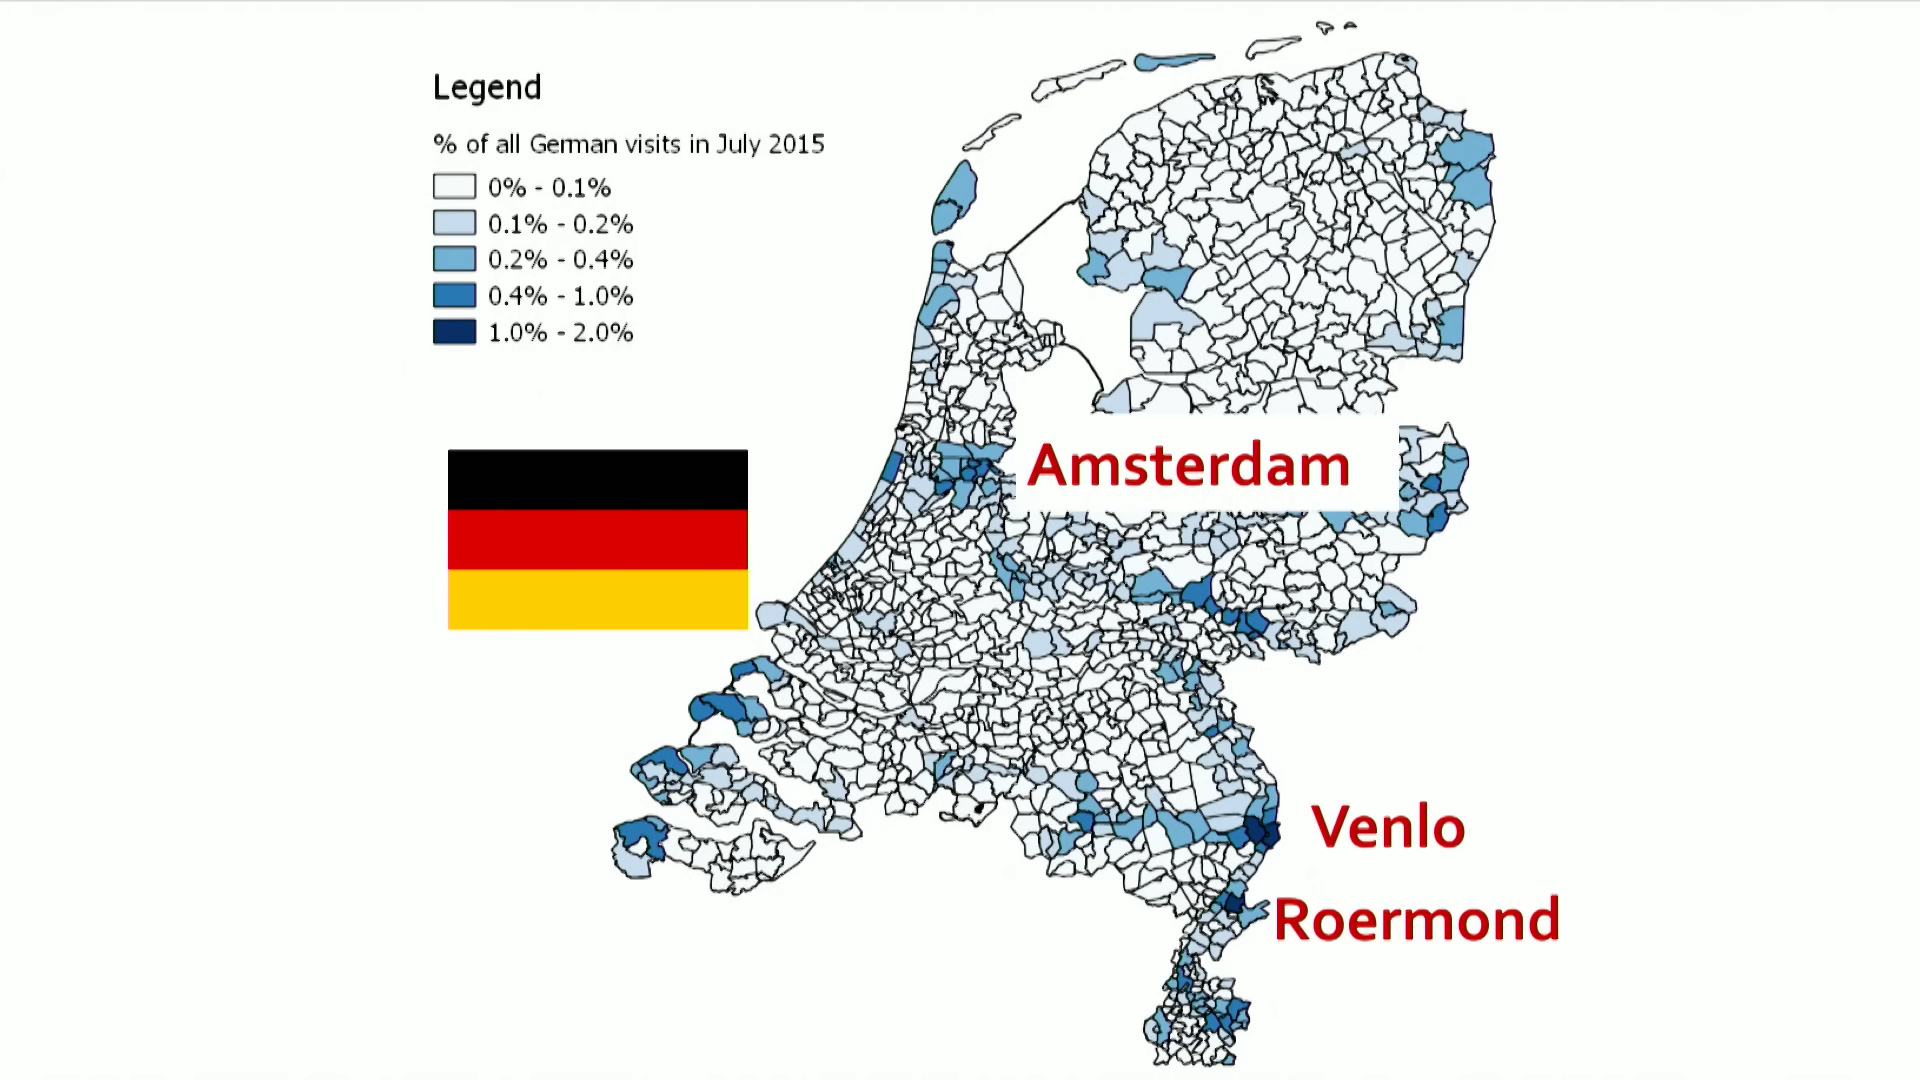 Legend
% of all German visits in July 2015
0% - 0.1%
0.1% - 0.2%
0.2% - 0.4%
0.4% - 1.0%
1.0% - 2.0%
Amsterdam
Venlo
Roermond